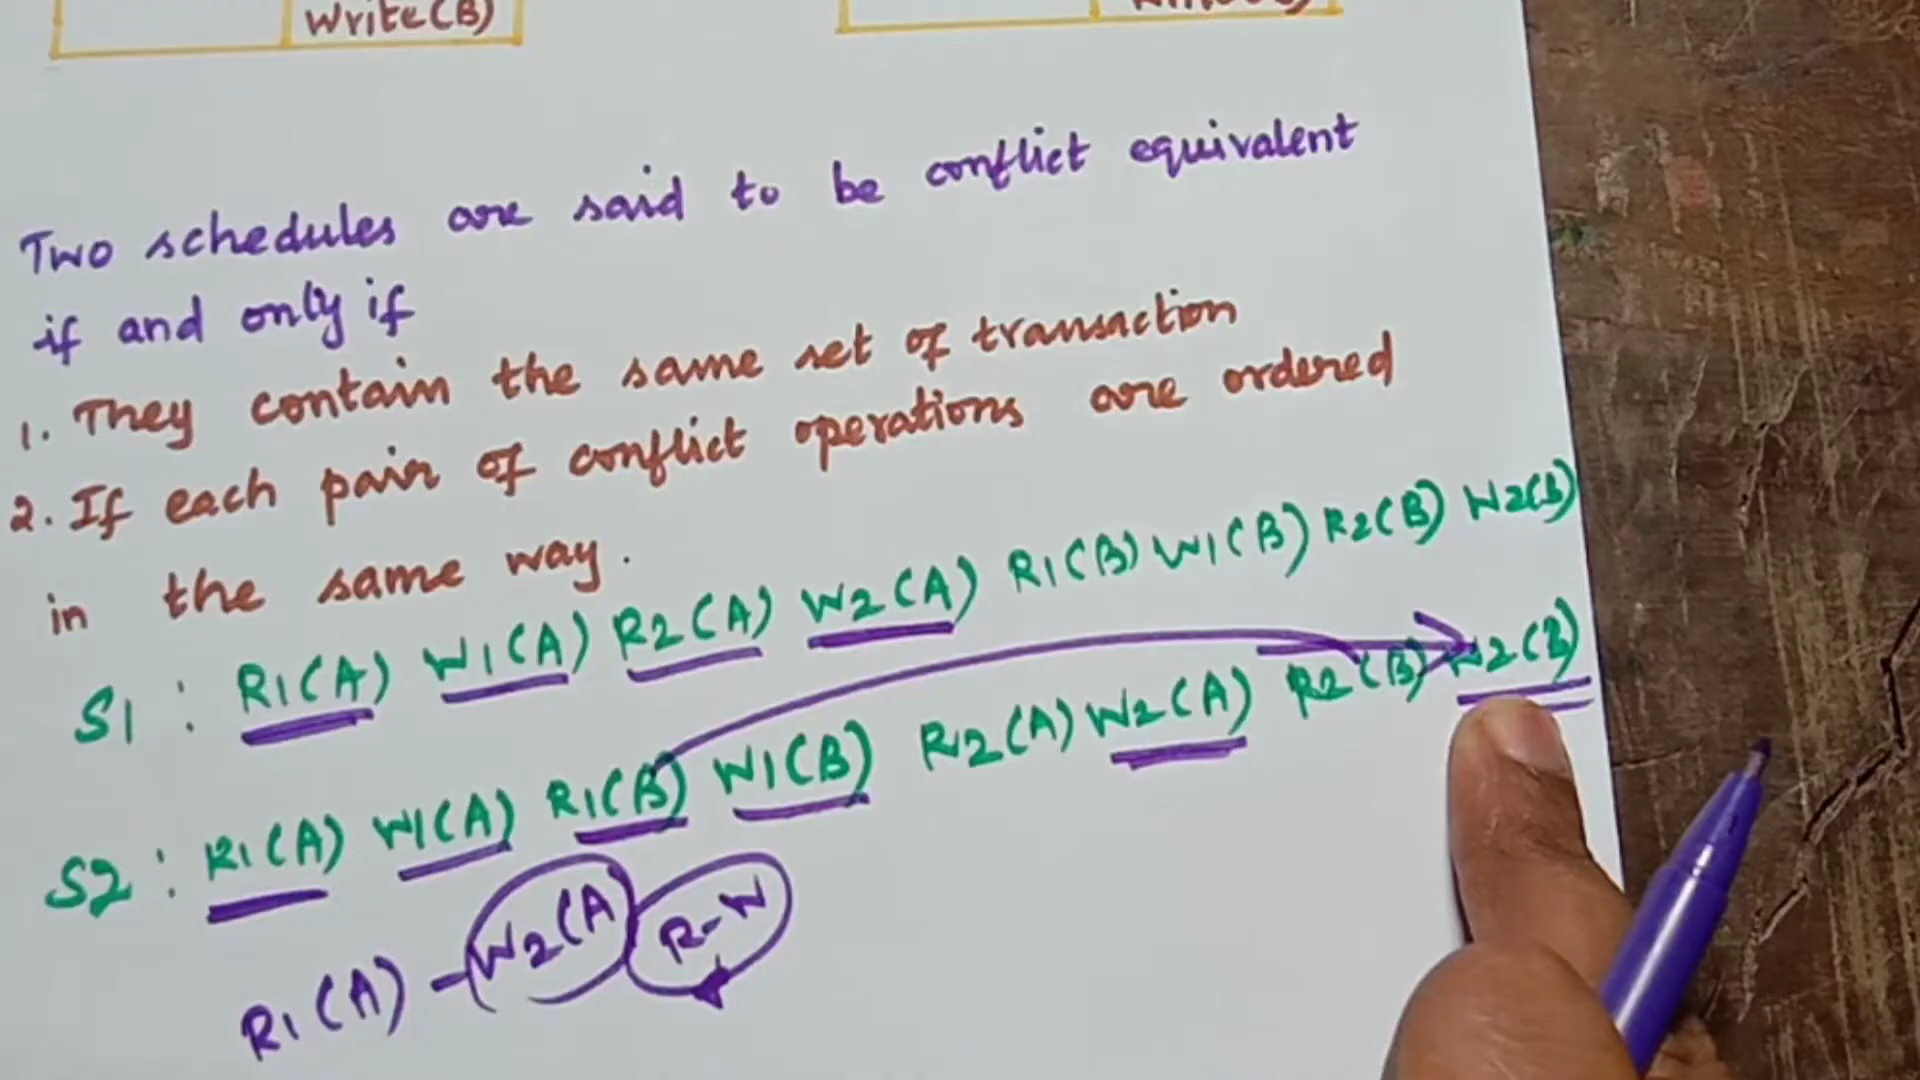 Write(B)
Two schedules are said to be conflict equivalent
if and only if
1. They contain the same set of transaction
2. If each pair of conflict operations are ordered
in the same way.
S1 : R1(A) W1(A) R2(A) W2(A) R1(B) W1(B) R2(B) W2(B)
S2 : R1(A) W1(A) R1(B) W1(B) R2(A) W2(A) R2(B) W2(B)
R1(A) - W2(A R-W